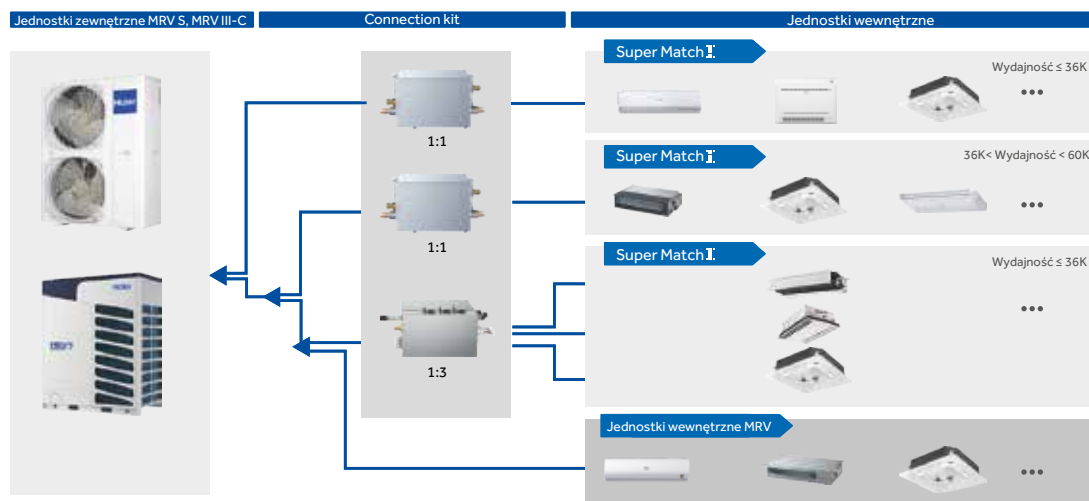 Jednostki zewnętrzne MRV S, MRV III-C
Connection kit
Jednostki wewnętrzne
Super Match
Wydajność ≤ 36K
•••
1:1
Super Match
36K< Wydajność < 60K
•••
1:1
Super Match
Wydajność ≤ 36K
•••
1:3
Jednostki wewnętrzne MRV
•••
Haier